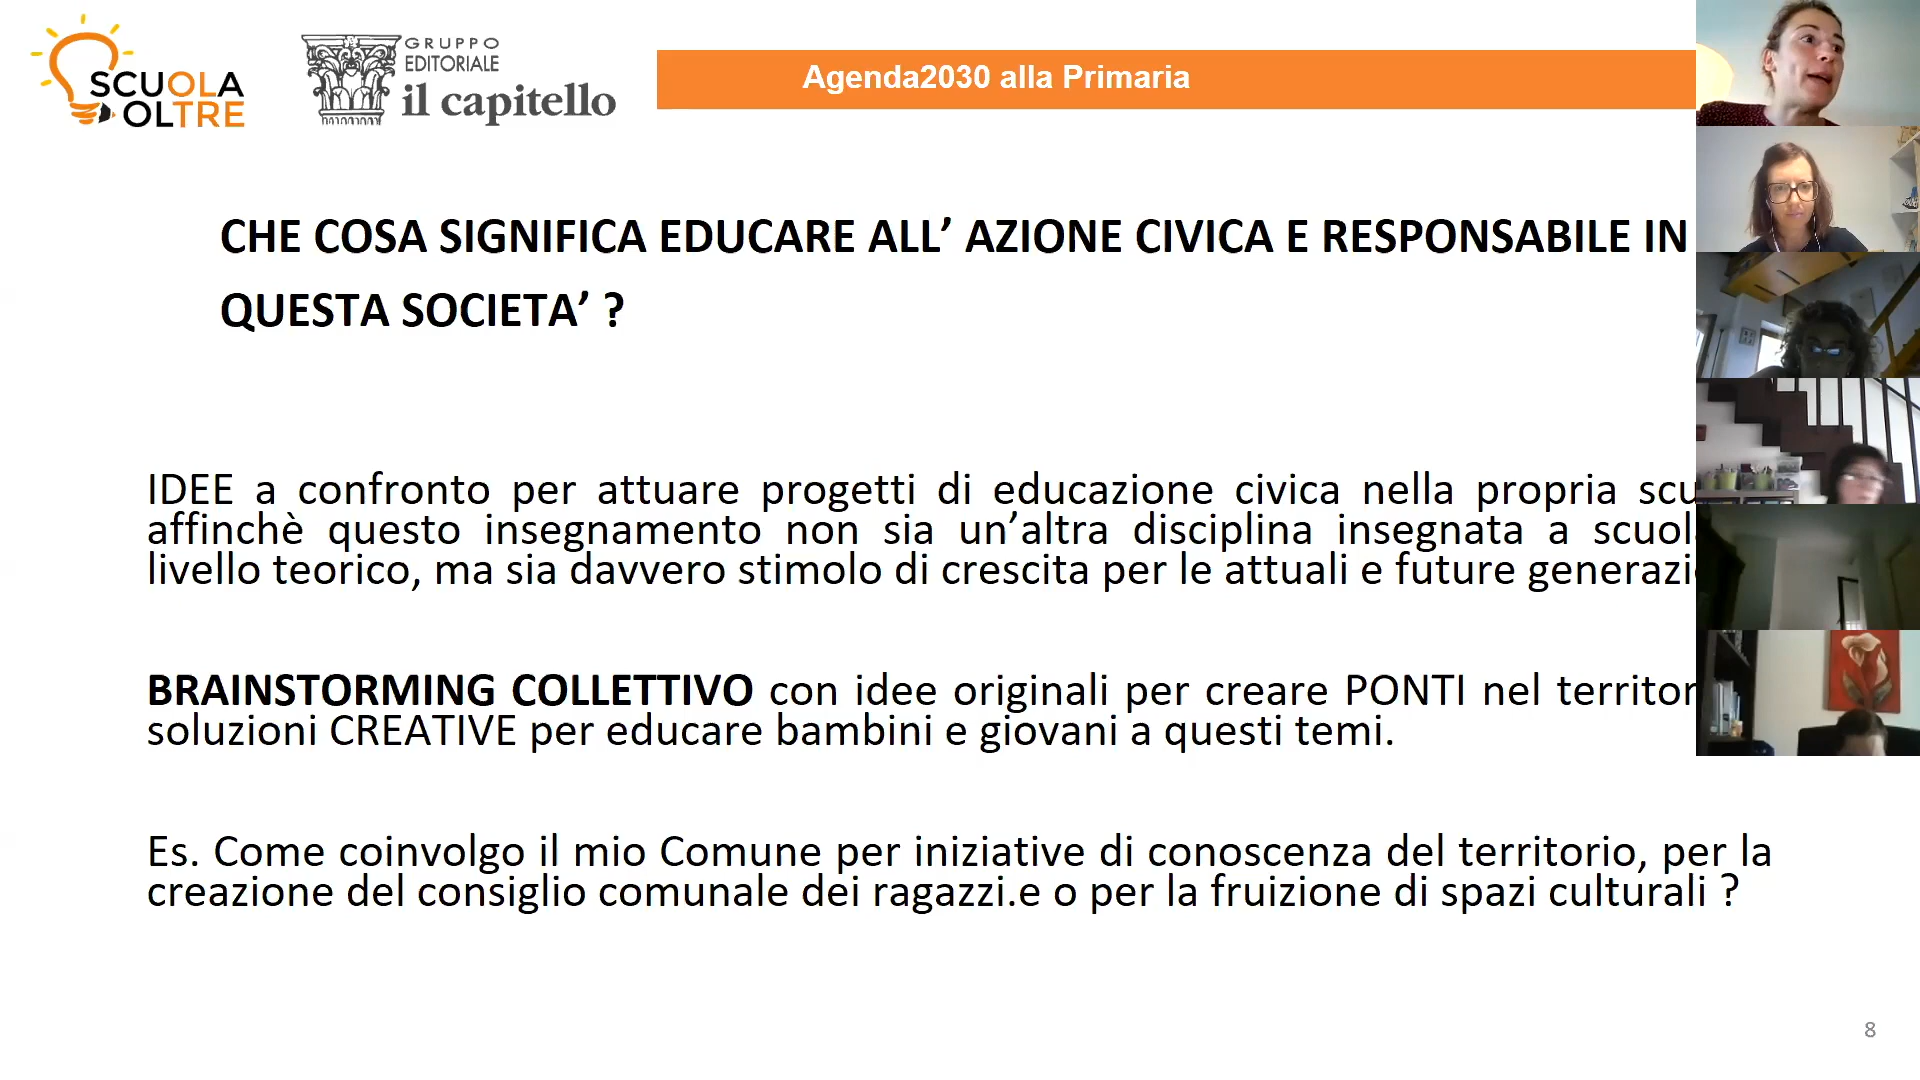 SCUOLA
OLTRE
GRUPPO
EDITORIALE
il capitello
Agenda2030 alla Primaria
CHE COSA SIGNIFICA EDUCARE ALL’ AZIONE CIVICA E RESPONSABILE IN
QUESTA SOCIETA’ ?
IDEE a confronto per attuare progetti di educazione civica nella propria
affinchè questo insegnamento non sia un’altra disciplina insegnata a
livello teorico, ma sia davvero stimolo di crescita per le attuali e future
BRAINSTORMING COLLETTIVO con idee originali per creare PONTI nel
soluzioni CREATIVE per educare bambini e giovani a questi temi.
Es. Come coinvolgo il mio Comune per iniziative di conoscenza del territorio, per la
creazione del consiglio comunale dei ragazzi.e o per la fruizione di spazi culturali ?
8